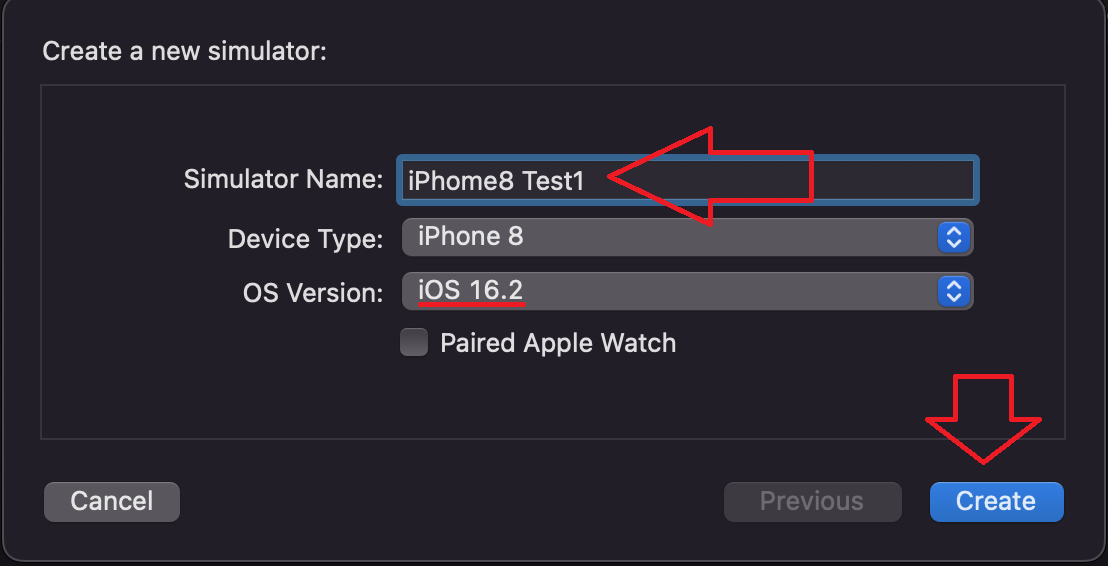 Create a new simulator:
Simulator Name: iPhome8 Test1
Device Type: iPhone 8
OS Version: iOS 16.2
Paired Apple Watch
Cancel Previous Create